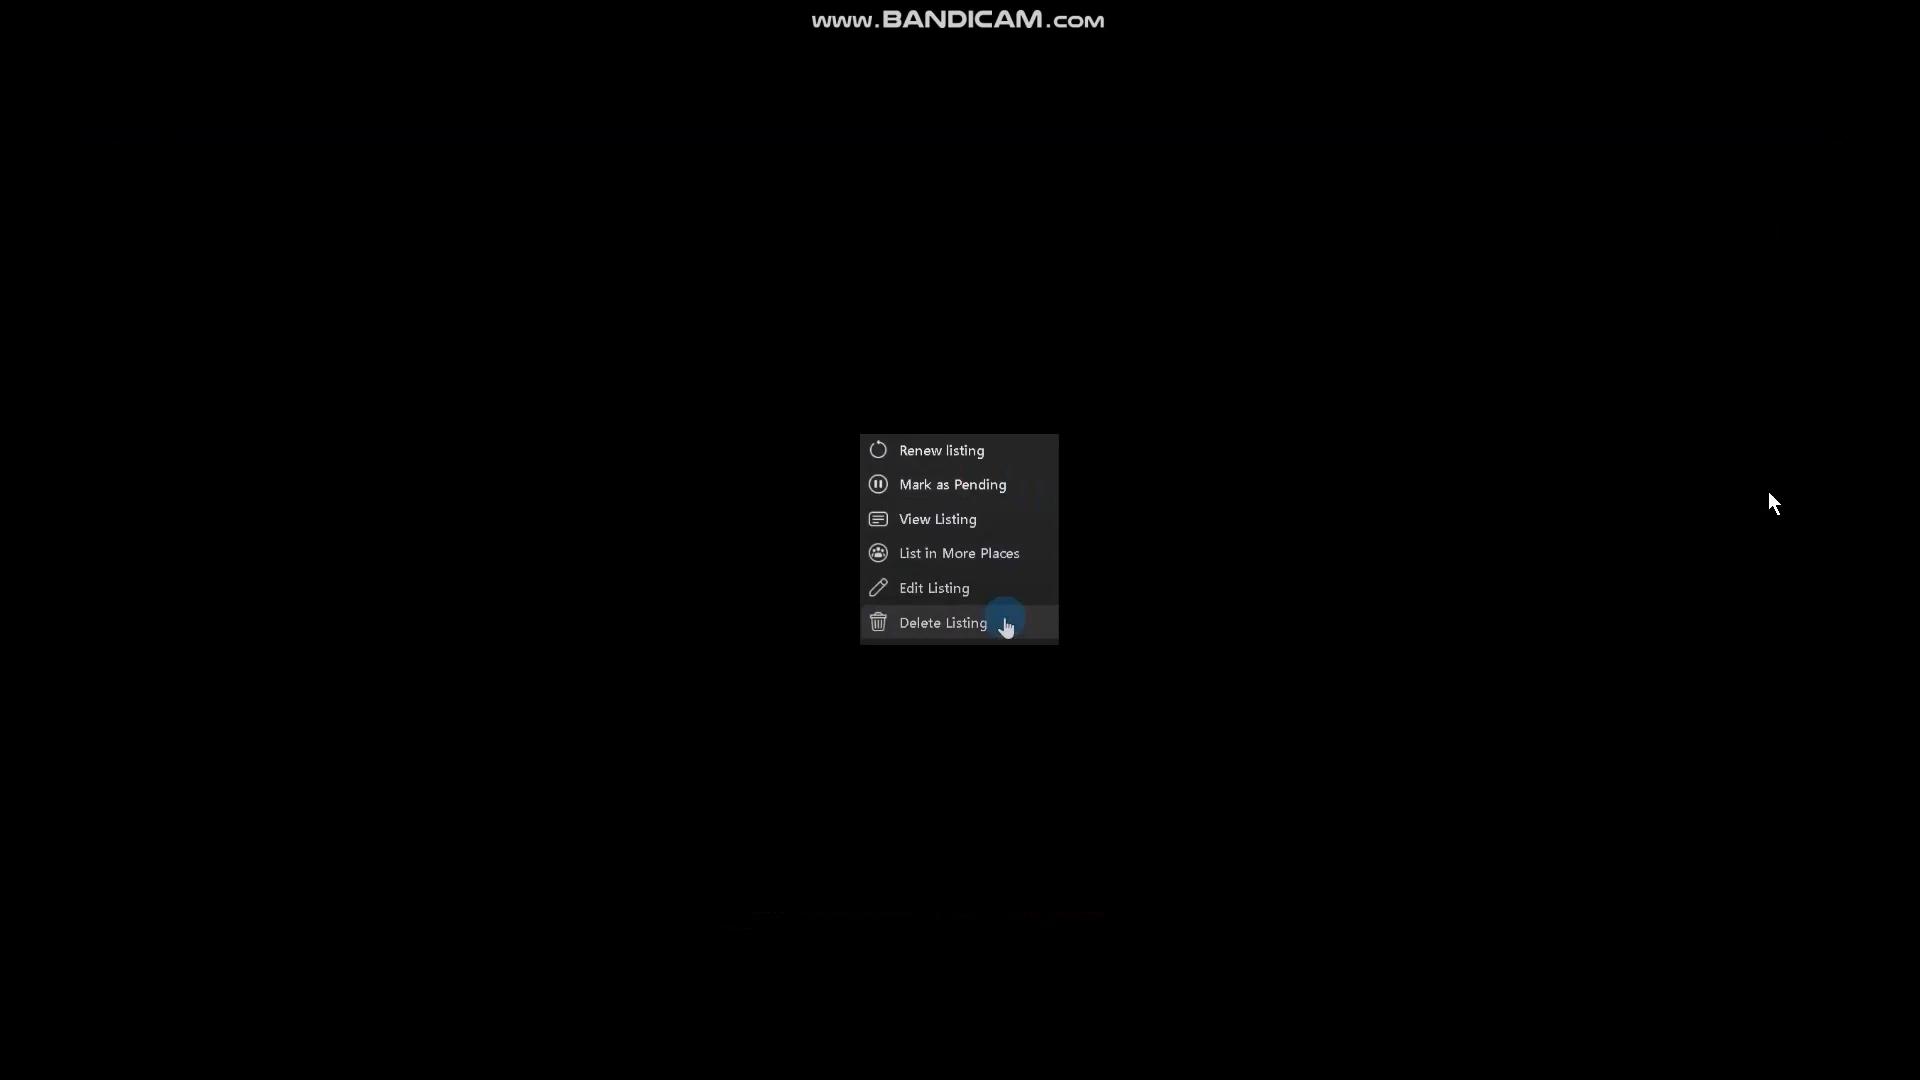 www.BANDICAM.COM
Renew listing
Mark as Pending
View Listing
List in More Places
Edit Listing
Delete Listing